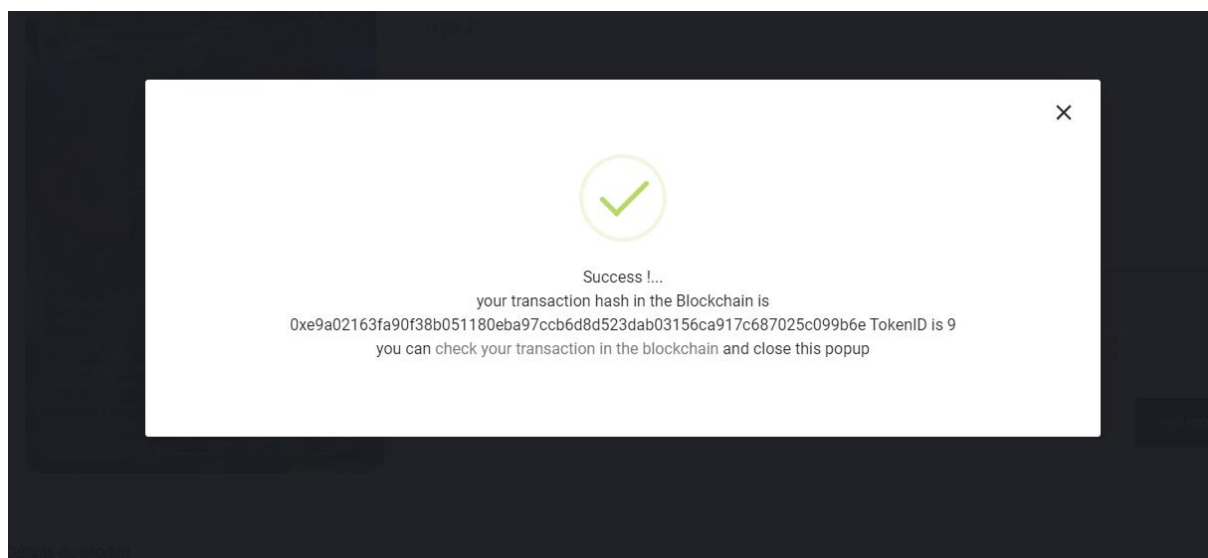 Success !...
your transaction hash in the Blockchain is
0xe9a02163fa90f38b051180eba97ccb6d8d523dab03156ca917c687025c099b6e TokenID is 9
you can check your transaction in the blockchain and close this popup